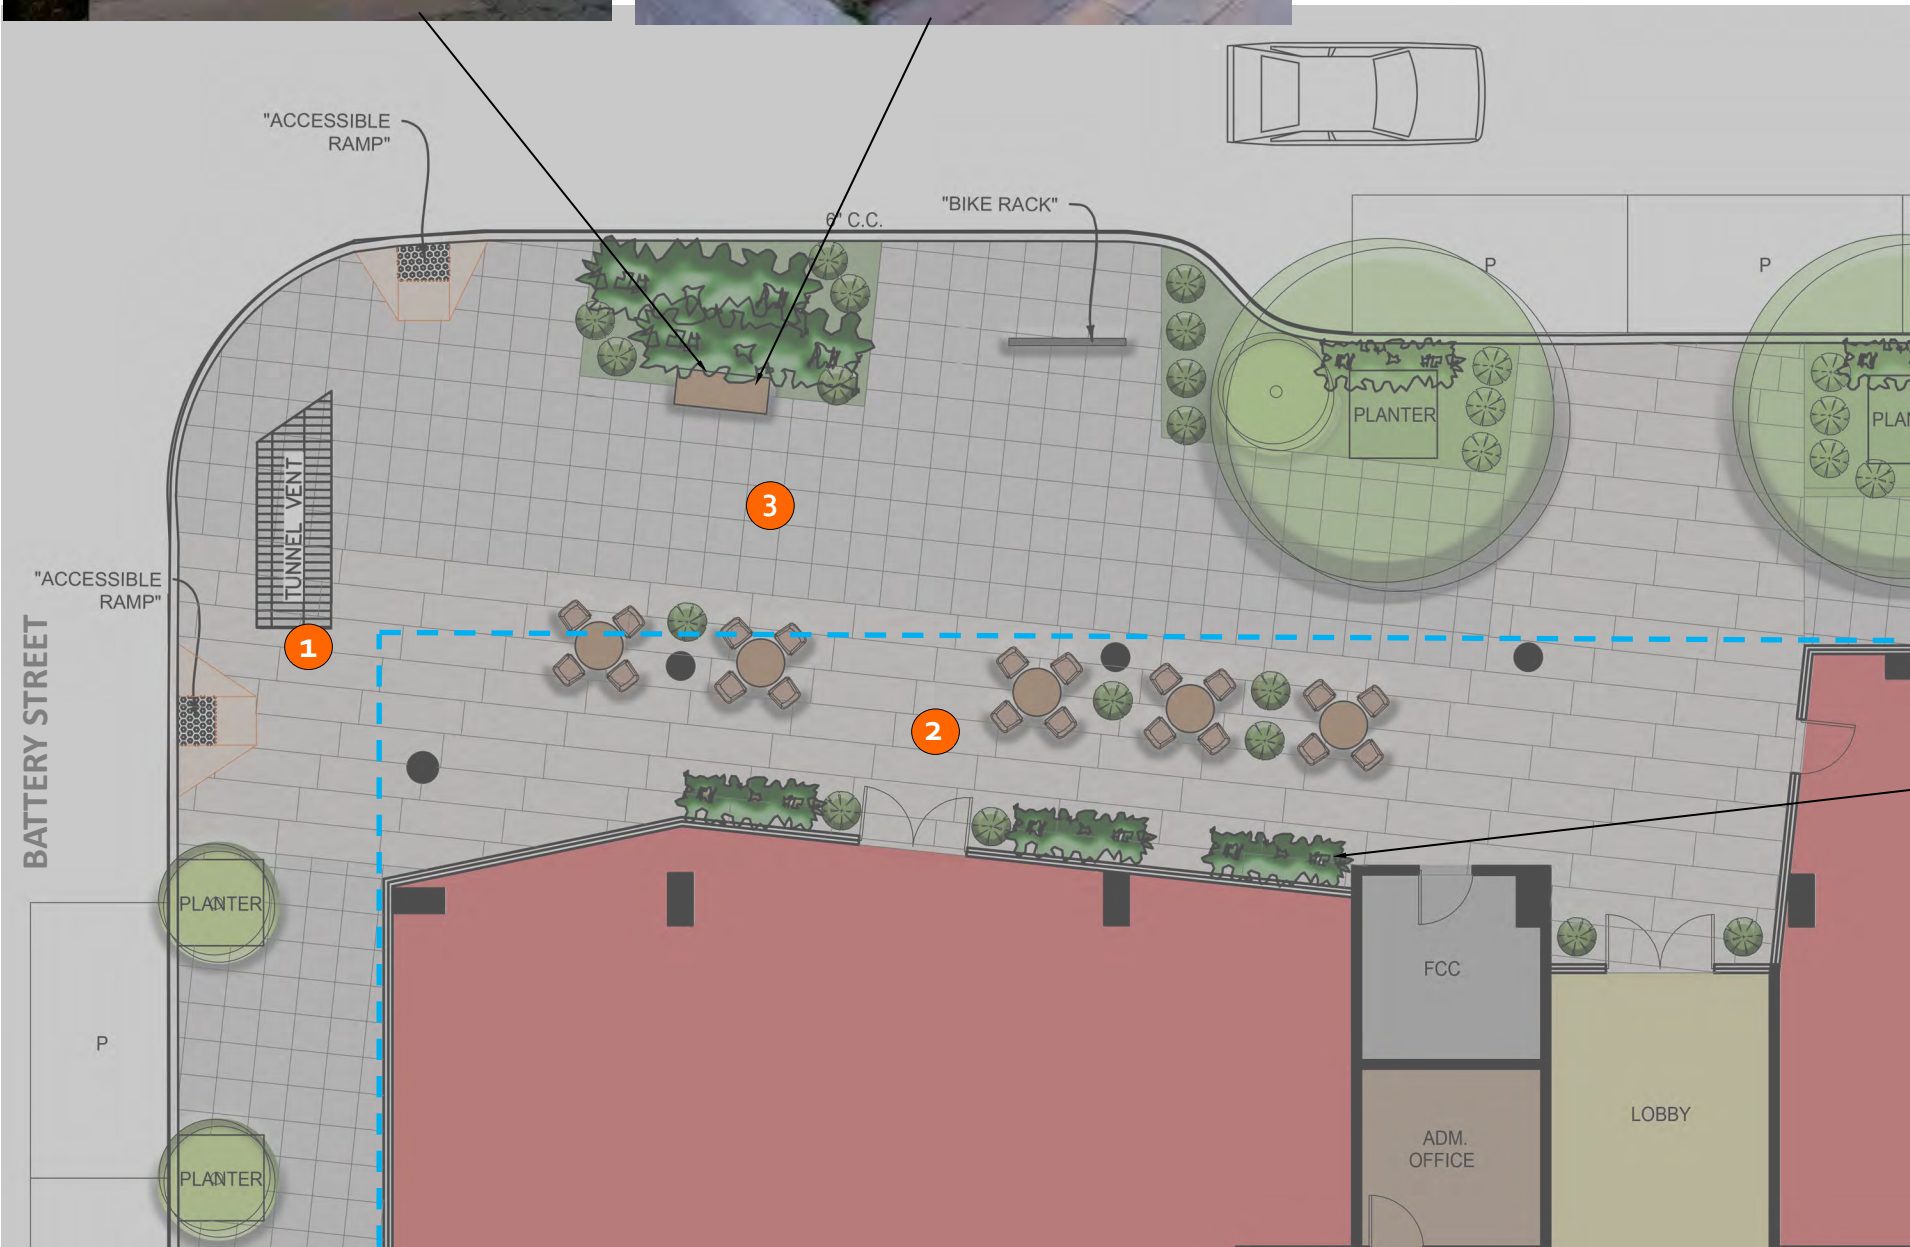 "ACCESSIBLE
RAMP"
6" C.C.
"BIKE RACK"
P
P
PLANTER
PLAN
TUNNEL VENT
3
"ACCESSIBLE
RAMP"
1
2
BATTERY STREET
PLANTER
FCC
P
LOBBY
ADM.
OFFICE
PLANTER